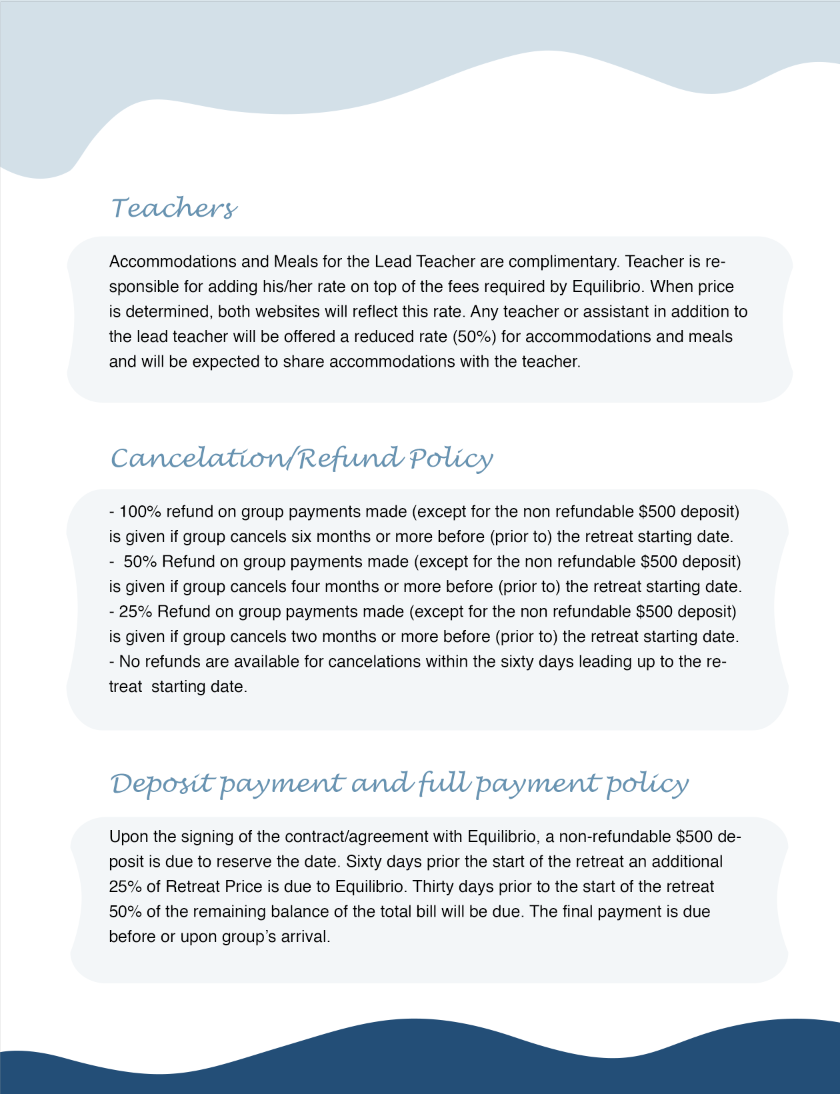 Teachers
Accommodations and Meals for the Lead Teacher are complimentary. Teacher is re-
sponsible for adding his/her rate on top of the fees required by Equilibrio. When price
is determined, both websites will reflect this rate. Any teacher or assistant in addition to
the lead teacher will be offered a reduced rate (50%) for accommodations and meals
and will be expected to share accommodations with the teacher.
Cancelation/Refund Policy
- 100% refund on group payments made (except for the non refundable $500 deposit)
is given if group cancels six months or more before (prior to) the retreat starting date.
-  50% Refund on group payments made (except for the non refundable $500 deposit)
is given if group cancels four months or more before (prior to) the retreat starting date.
- 25% Refund on group payments made (except for the non refundable $500 deposit)
is given if group cancels two months or more before (prior to) the retreat starting date.
- No refunds are available for cancelations within the sixty days leading up to the re-
treat  starting date.
Deposit payment and full payment policy
Upon the signing of the contract/agreement with Equilibrio, a non-refundable $500 de-
posit is due to reserve the date. Sixty days prior the start of the retreat an additional
25% of Retreat Price is due to Equilibrio. Thirty days prior to the start of the retreat
50% of the remaining balance of the total bill will be due. The final payment is due
before or upon group’s arrival.